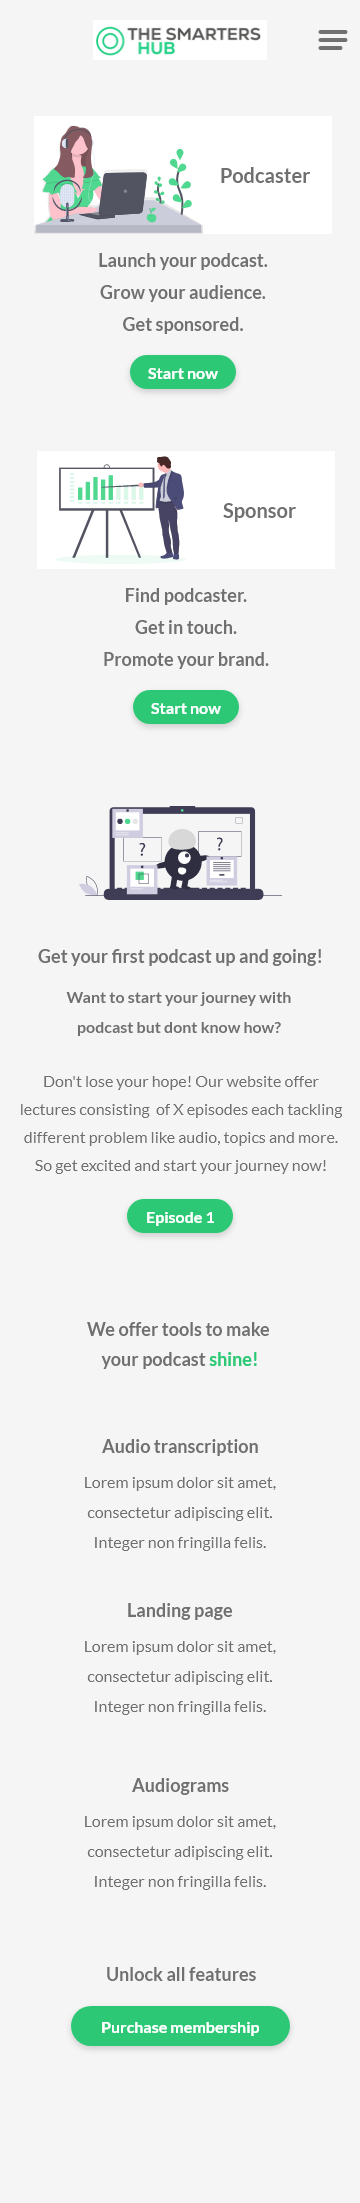 THE SMARTERS
HUB
Podcaster
Launch your podcast.
Grow your audience.
Get sponsored.
Start now
Sponsor
Find podcaster.
Get in touch.
Promote your brand.
Start now
? ?
Get your first podcast up and going!
Want to start your journey with
podcast but dont know how?
Don't lose your hope! Our website offer
lectures consisting  of X episodes each tackling
different problem like audio, topics and more.
So get excited and start your journey now!
Episode 1
We offer tools to make
your podcast shine!
Audio transcription
Lorem ipsum dolor sit amet,
consectetur adipiscing elit.
Integer non fringilla felis.
Landing page
Lorem ipsum dolor sit amet,
consectetur adipiscing elit.
Integer non fringilla felis.
Audiograms
Lorem ipsum dolor sit amet,
consectetur adipiscing elit.
Integer non fringilla felis.
Unlock all features
Purchase membership